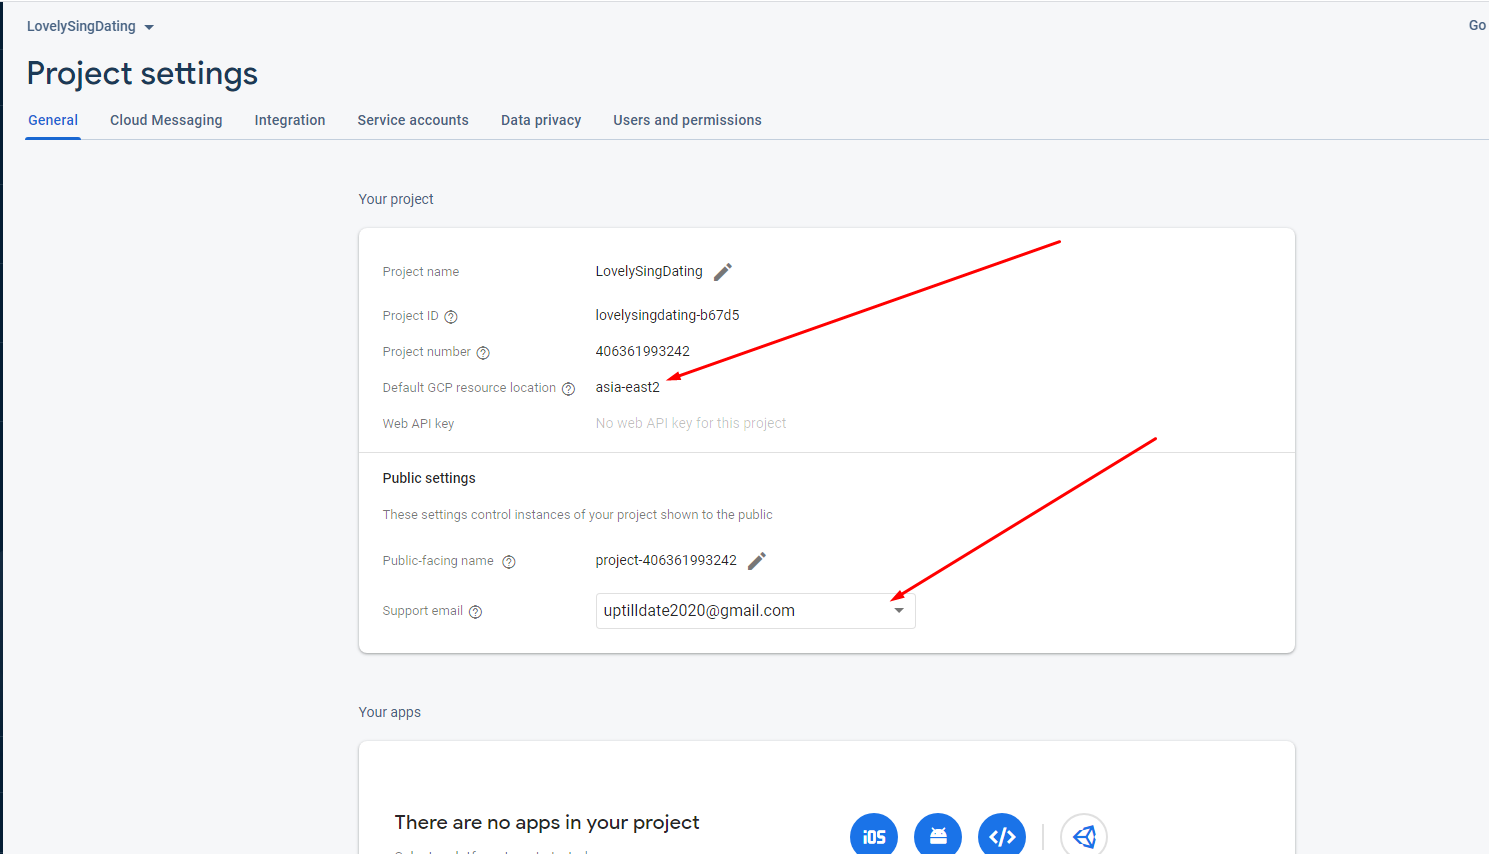 LovelySingDating
Go
Project settings
General Cloud Messaging Integration Service accounts Data privacy Users and permissions
Your project
Project name LovelySingDating
Project ID lovelysingdating-b67d5
Project number 406361993242
Default GCP resource location asia-east2
Web API key No web API key for this project
Public settings
These settings control instances of your project shown to the public
Public-facing name project-406361993242
Support email uptilldate2020@gmail.com
Your apps
There are no apps in your project
iOS </>